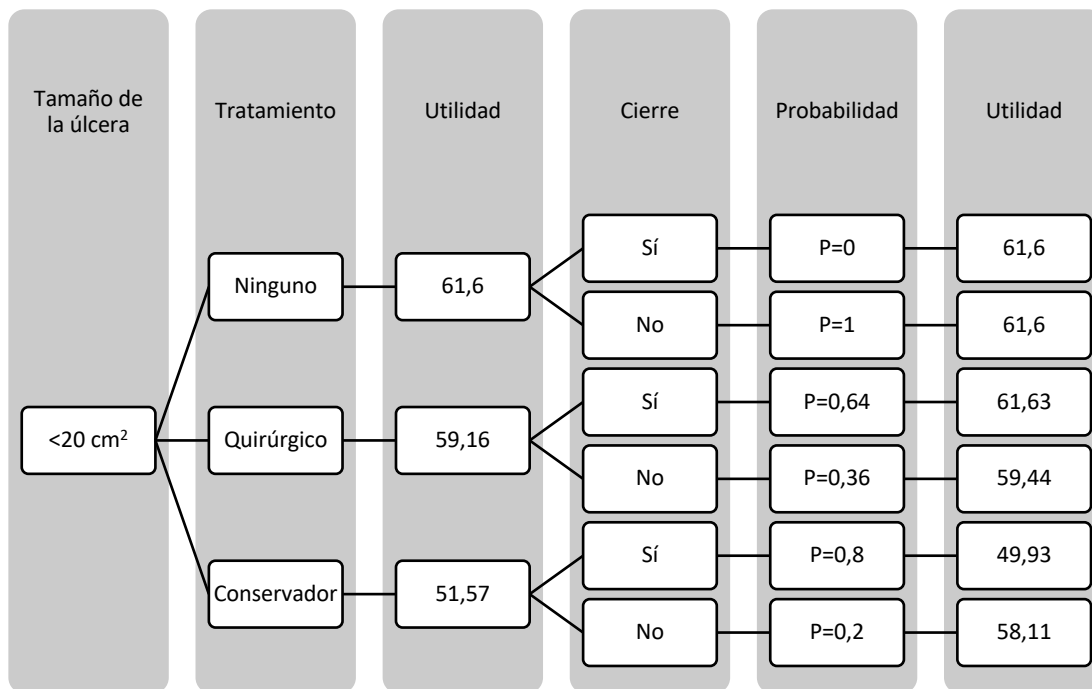 Tamaño de
la úlcera
Tratamiento
Utilidad
Cierre
Probabilidad
Utilidad
<20 cm²
Ninguno
61,6
Sí
P=0
61,6
No
P=1
61,6
Quirúrgico
59,16
Sí
P=0,64
61,63
No
P=0,36
59,44
Conservador
51,57
Sí
P=0,8
49,93
No
P=0,2
58,11